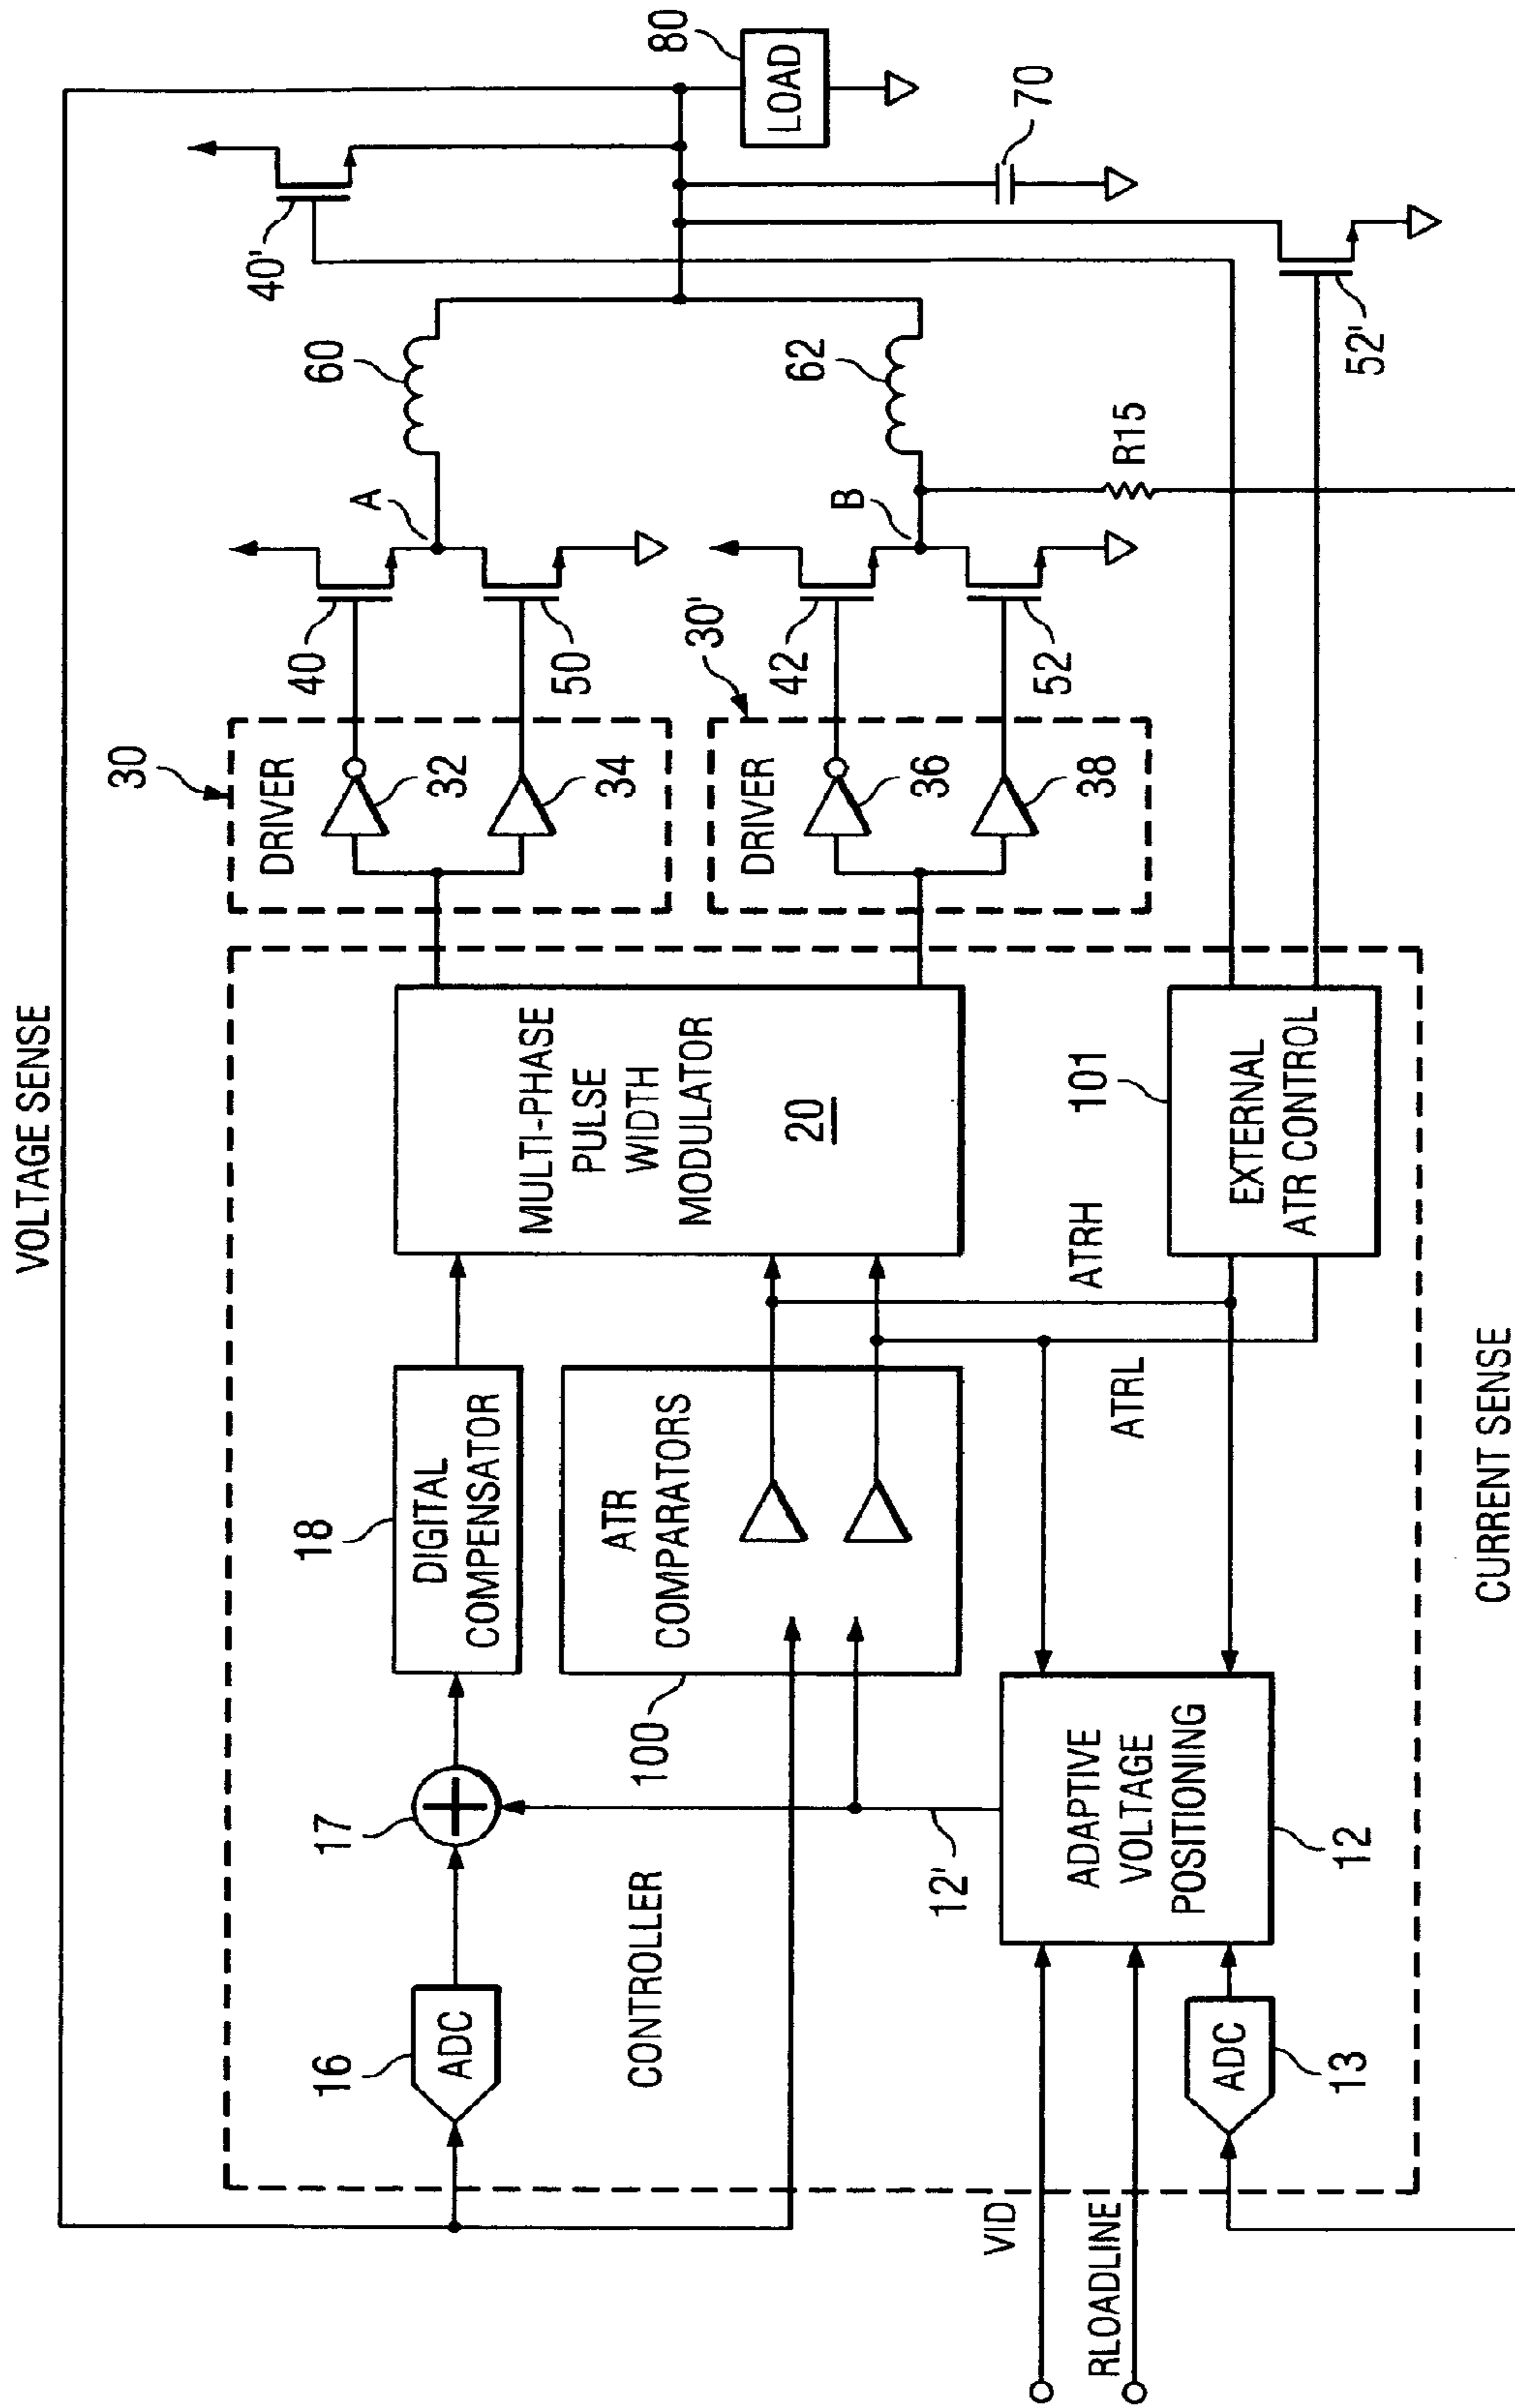 VOLTAGE SENSE
80
LOAD
70
40'
60
62
52'
R15
A
B
40
50
42
52
30
30'
DRIVER
32
34
DRIVER
36
38
MULTI-PHASE
PULSE
WIDTH
MODULATOR
20
101
EXTERNAL
ATR CONTROL
ATRH
ATRL
18
DIGITAL
COMPENSATOR
ATR
COMPARATORS
100
17
12'
ADAPTIVE
VOLTAGE
POSITIONING
12
CONTROLLER
16
ADC
ADC
13
VID
RLOADLINE
CURRENT SENSE